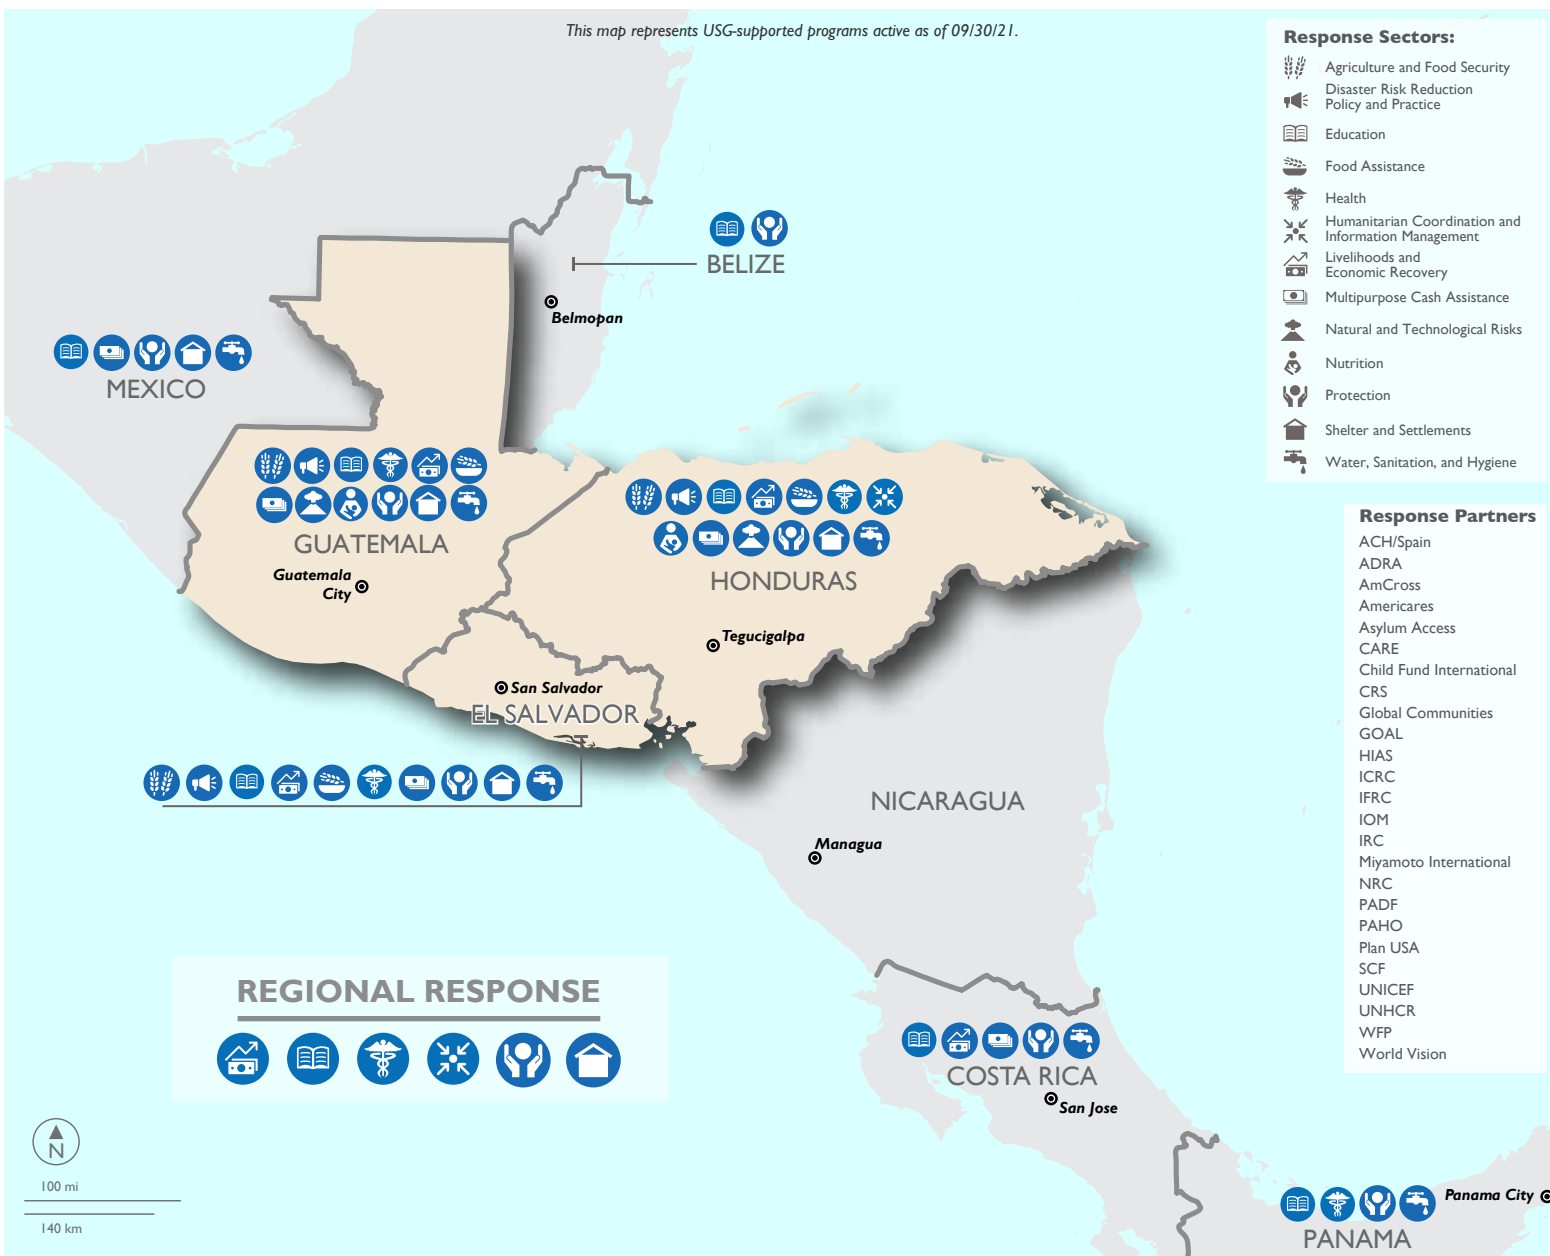 This map represents USG-supported programs active as of 09/30/21.
Response Sectors:
Agriculture and Food Security
Disaster Risk Reduction
Policy and Practice
Education
Food Assistance
Health
Humanitarian Coordination and
Information Management
Livelihoods and
Economic Recovery
Multipurpose Cash Assistance
Natural and Technological Risks
Nutrition
Protection
Shelter and Settlements
Water, Sanitation, and Hygiene
Response Partners
ACH/Spain
ADRA
AmCross
Americares
Asylum Access
CARE
Child Fund International
CRS
Global Communities
GOAL
HIAS
ICRC
IFRC
IOM
IRC
Miyamoto International
NRC
PADF
PAHO
Plan USA
SCF
UNICEF
UNHCR
WFP
World Vision
BELIZE
Belmopan
MEXICO
GUATEMALA
Guatemala
City
HONDURAS
Tegucigalpa
San Salvador
EL SALVADOR
NICARAGUA
Managua
REGIONAL RESPONSE
COSTA RICA
San Jose
Panama City
PANAMA
N
100 mi
140 km